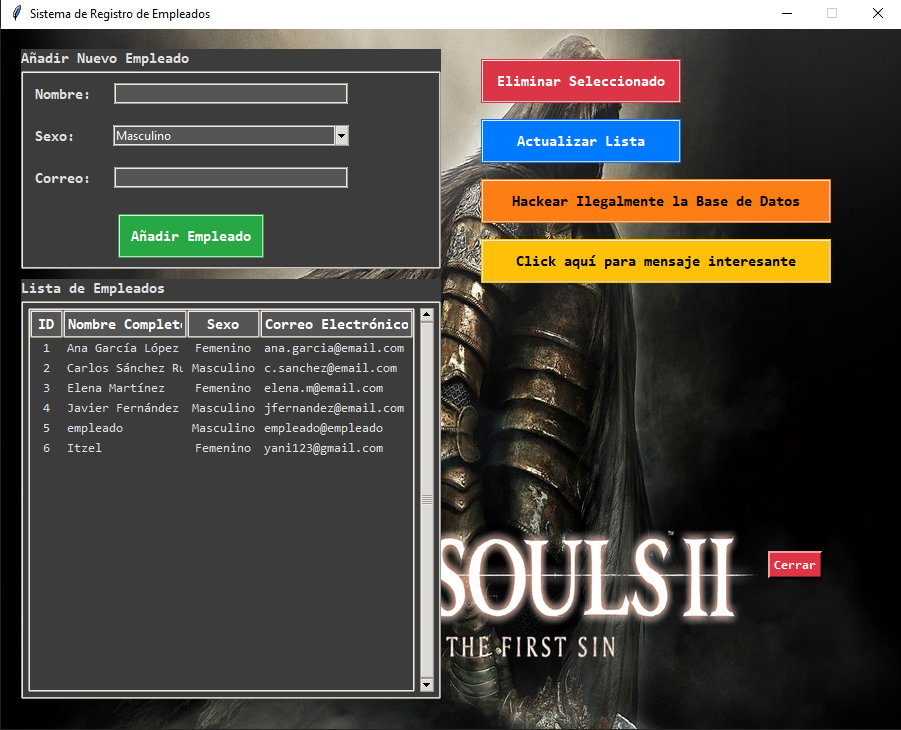 Sistema de Registro de Empleados
Añadir Nuevo Empleado
Nombre:
Sexo: Masculino
Correo:
Añadir Empleado
Eliminar Seleccionado
Actualizar Lista
Hackear Ilegalmente la Base de Datos
Click aquí para mensaje interesante
Lista de Empleados
ID Nombre Completo Sexo Correo Electrónico
1 Ana García López Femenino ana.garcia@email.com
2 Carlos Sánchez Ru Masculino c.sanchez@email.com
3 Elena Martínez Femenino elena.m@email.com
4 Javier Fernández Masculino jfernandez@email.com
5 empleado Masculino empleado@empleado
6 Itzel Femenino yani123@gmail.com
SOULS II™
THE FIRST SIN
Cerrar